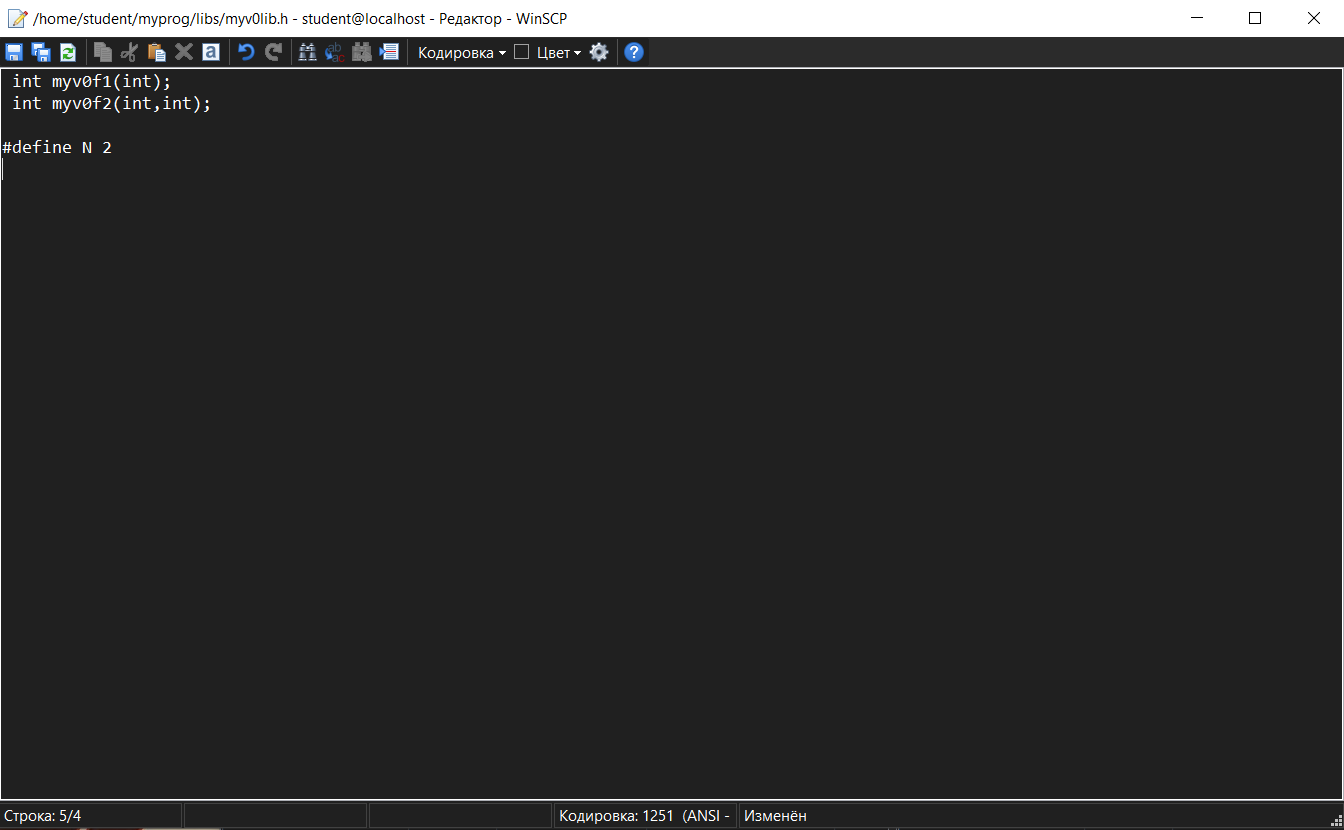 /home/student/myprog/libs/myv0lib.h - student@localhost - Редактор - WinSCP
Кодировка Цвет
int myv0f1(int);
int myv0f2(int,int);
#define N 2
Строка: 5/4
Кодировка: 1251 (ANSI -
Изменён